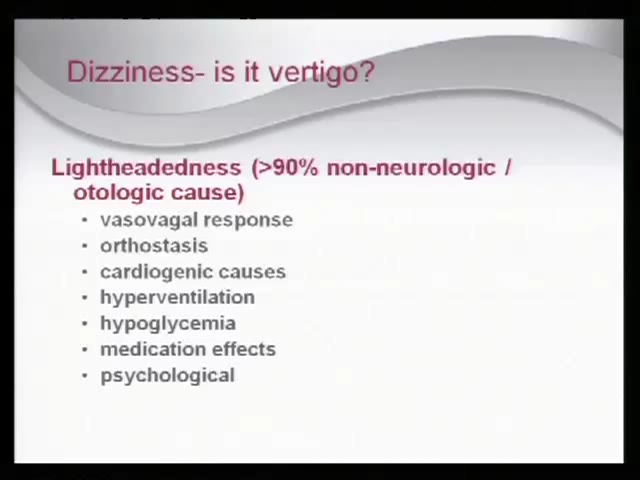 Dizziness- is it vertigo?
Lightheadedness (>90% non-neurologic /
otologic cause)
• vasovagal response
• orthostasis
• cardiogenic causes
• hyperventilation
• hypoglycemia
• medication effects
• psychological